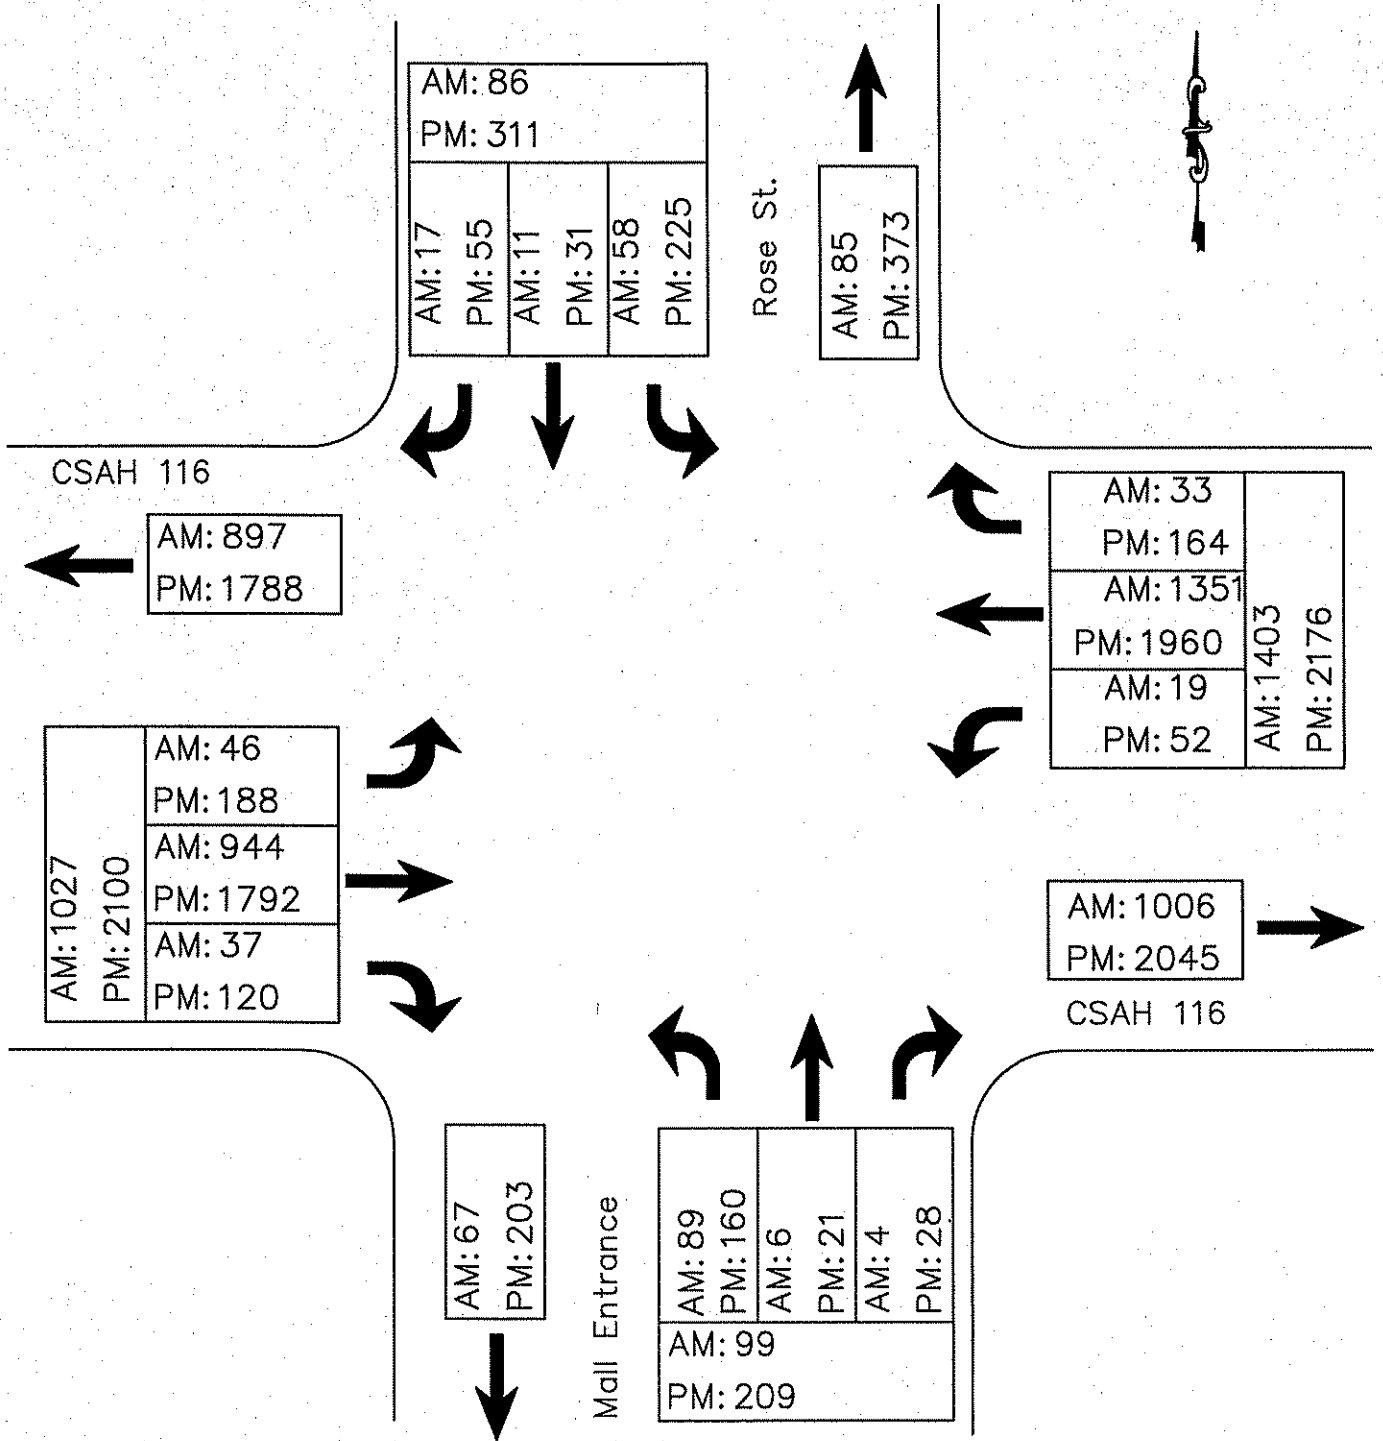 AM: 86
PM: 311
AM: 17
PM: 55
AM: 11
PM: 31
AM: 58
PM: 225
Rose St.
AM: 85
PM: 373
CSAH 116
AM: 897
PM: 1788
AM: 33
PM: 164
AM: 1351
PM: 1960
AM: 19
PM: 52
AM: 1403
PM: 2176
AM: 1027
PM: 2100
AM: 46
PM: 188
AM: 944
PM: 1792
AM: 37
PM: 120
AM: 1006
PM: 2045
CSAH 116
AM: 67
PM: 203
Mall Entrance
AM: 89
PM: 160
AM: 6
PM: 21
AM: 4
PM: 28
AM: 99
PM: 209